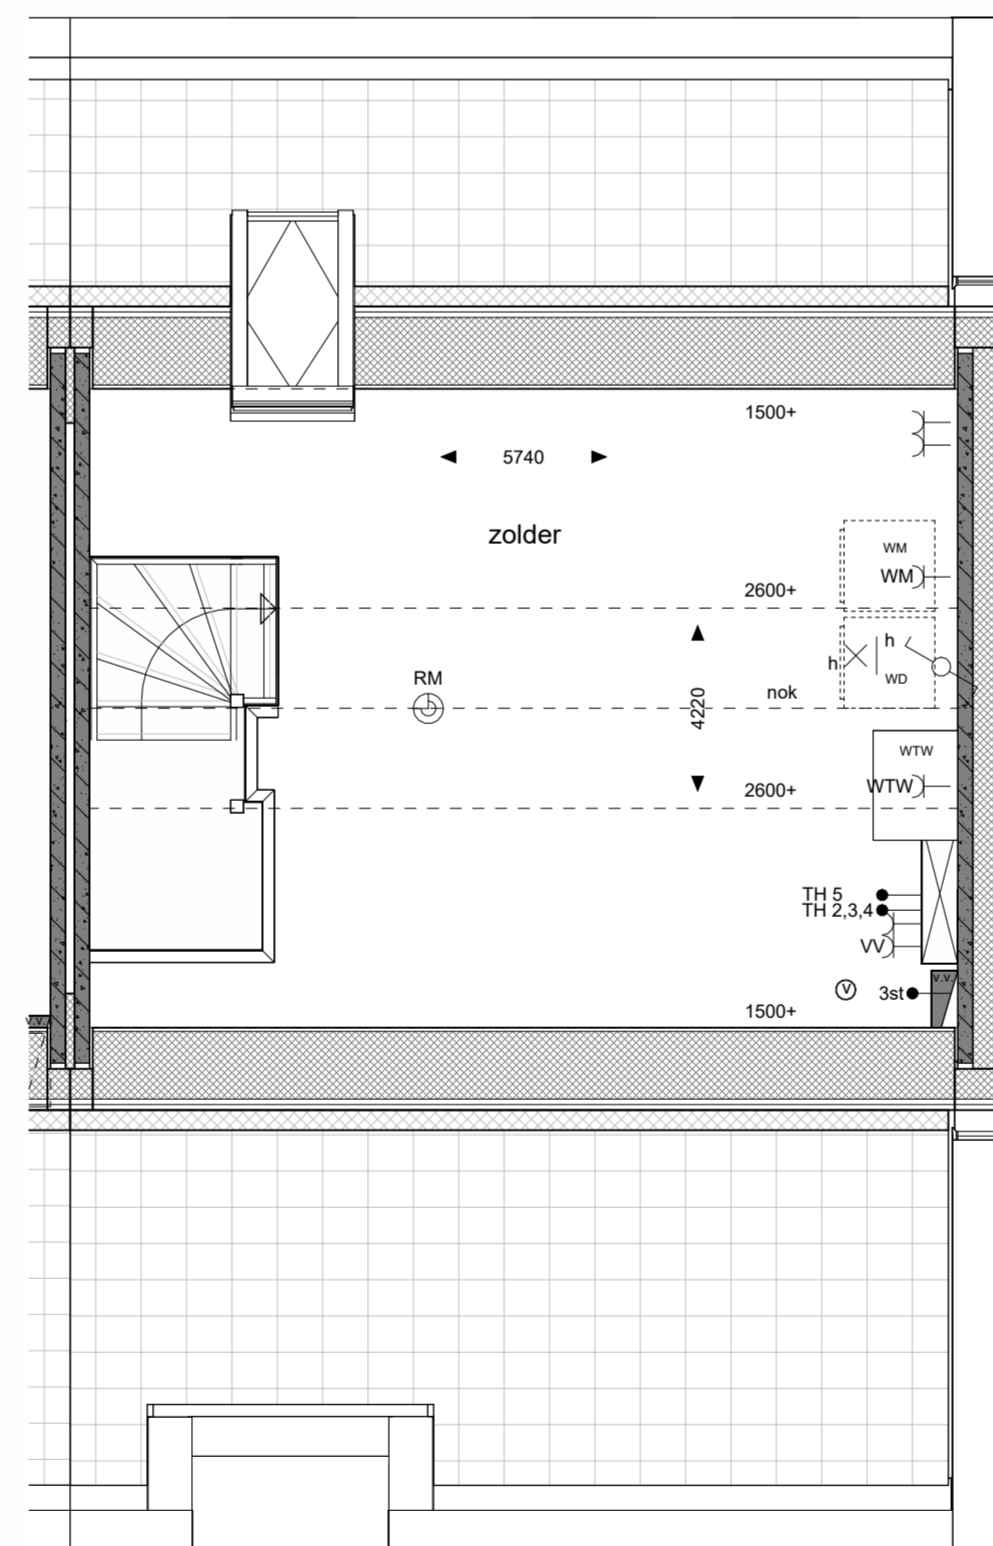 1500+
5740
zolder
WM
WM
2600+
h
h
WD
RM
nok
4220
WTW
2600+
WTW
TH 5
TH 2,3,4
VV
v.v.
V
3st
1500+
v.v.